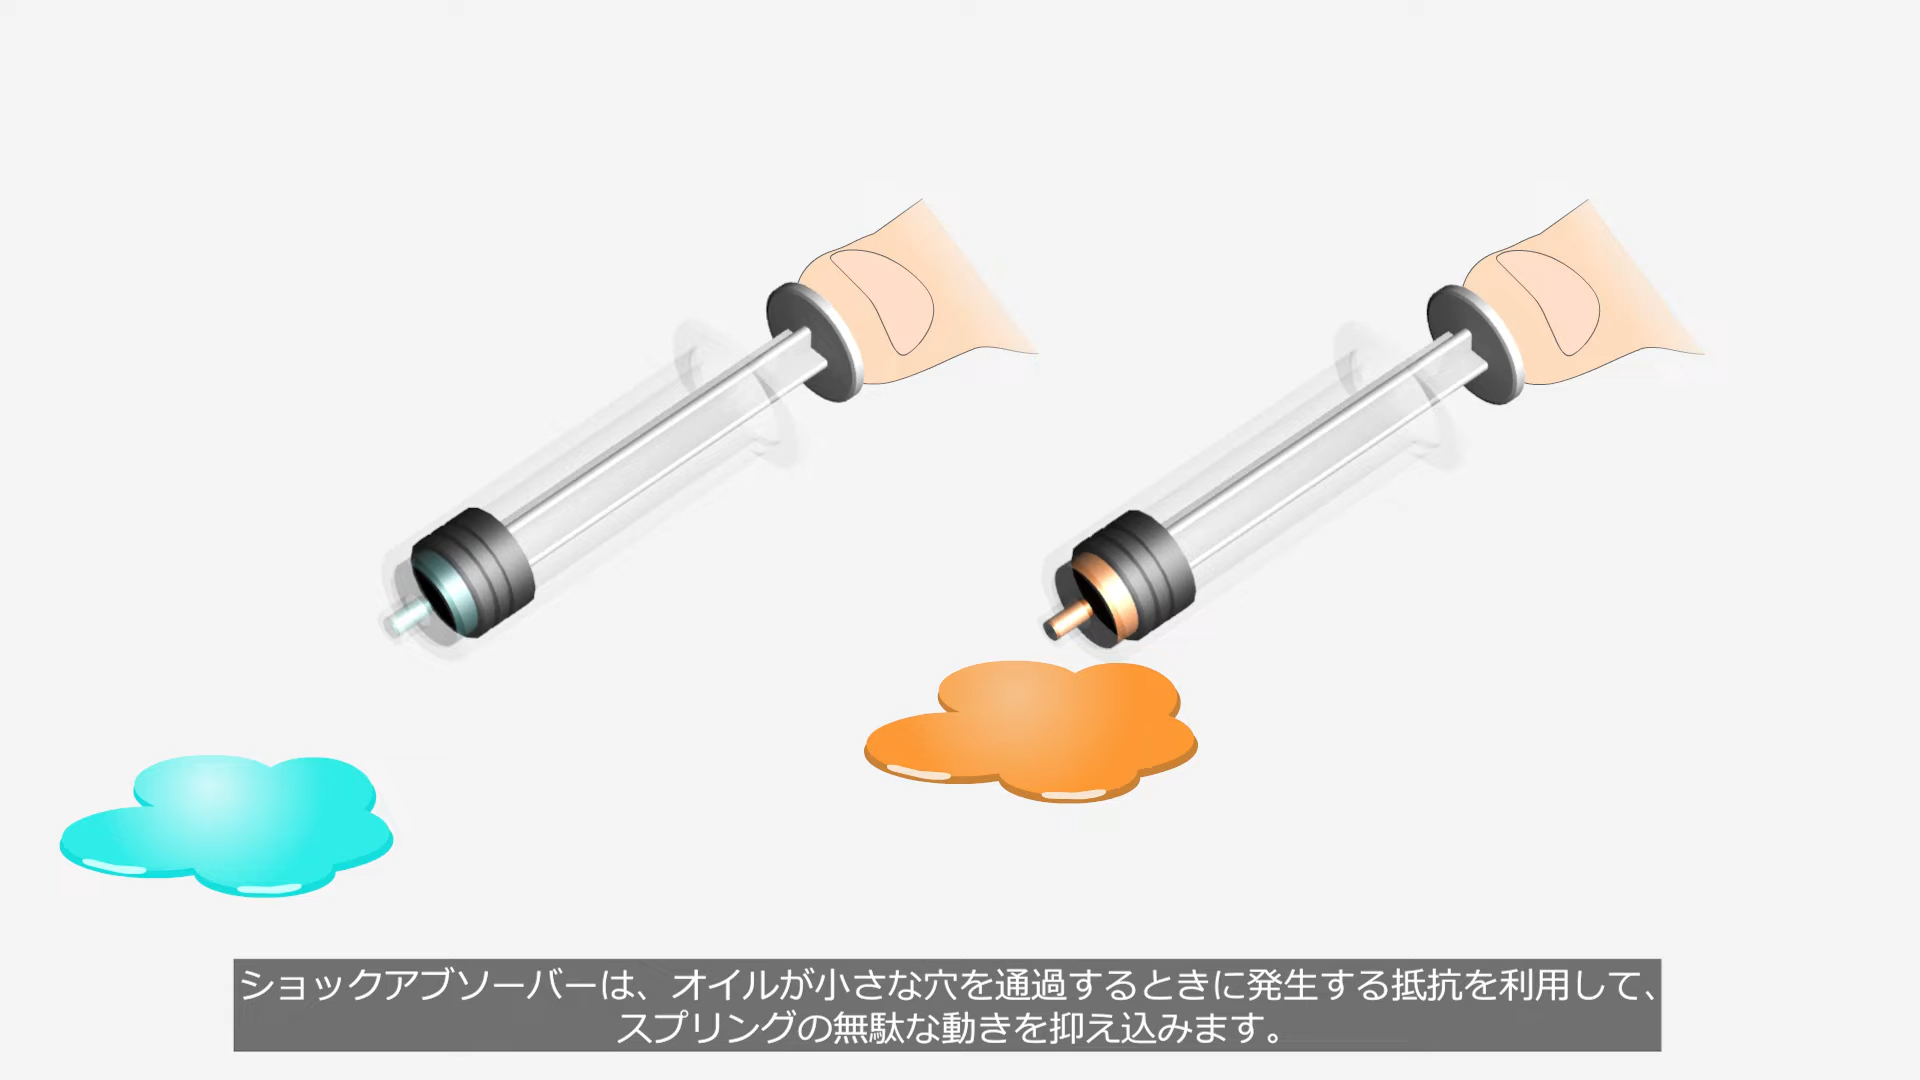 ショックアブソーバーは、オイルが小さな穴を通過するときに発生する抵抗を利用して、
スプリングの無駄な動きを抑え込みます。